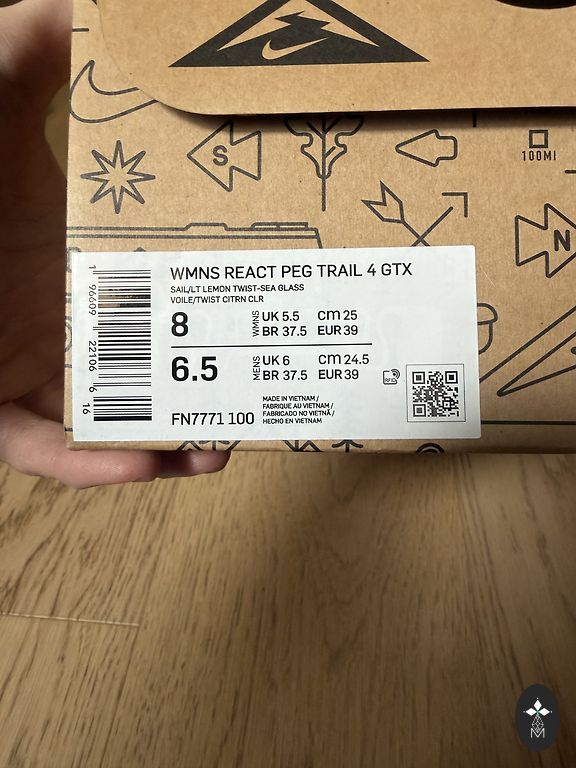 S
100MI
N
WMNS REACT PEG TRAIL 4 GTX
SAIL/LT LEMON TWIST-SEA GLASS
VOILE/TWIST CITRN CLR
8 WMNS UK 5.5 cm 25
BR 37.5 EUR 39
6.5 MENS UK 6 cm 24.5
BR 37.5 EUR 39
RFID
FN7771 100
MADE IN VIETNAM /
FABRIQUE AU VIETNAM /
FABRICADO NO VIETNÃ /
HECHO EN VIETNAM
1 96609 22106 6 16
M